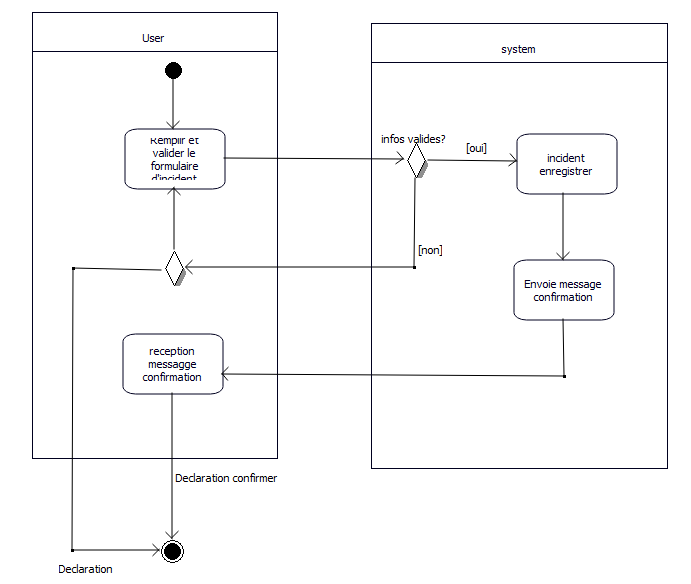 User
system
Remplir et
valider le
formulaire
d'incident
infos valides?
[oui]
incident
enregistrer
[non]
Envoie message
confirmation
reception
messagge
confirmation
Declaration confirmer
Declaration